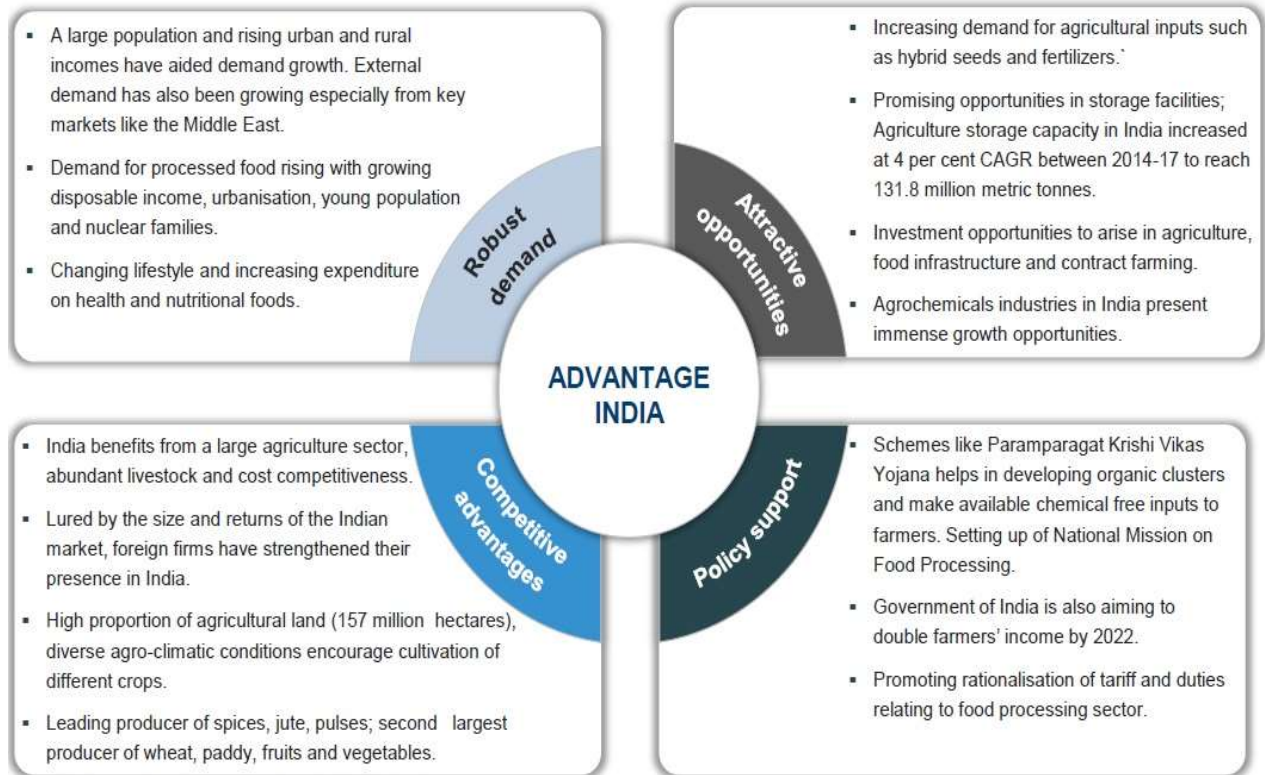 ▪ A large population and rising urban and rural
incomes have aided demand growth. External
demand has also been growing especially from key
markets like the Middle East.
▪ Demand for processed food rising with growing
disposable income, urbanisation, young population
and nuclear families.
▪ Changing lifestyle and increasing expenditure
on health and nutritional foods.
Robust
demand
▪ Increasing demand for agricultural inputs such
as hybrid seeds and fertilizers.`
▪ Promising opportunities in storage facilities;
Agriculture storage capacity in India increased
at 4 per cent CAGR between 2014-17 to reach
131.8 million metric tonnes.
▪ Investment opportunities to arise in agriculture,
food infrastructure and contract farming.
▪ Agrochemicals industries in India present
immense growth opportunities.
Attractive
opportunities
ADVANTAGE
INDIA
▪ India benefits from a large agriculture sector,
abundant livestock and cost competitiveness.
▪ Lured by the size and returns of the Indian
market, foreign firms have strengthened their
presence in India.
▪ High proportion of agricultural land (157 million hectares),
diverse agro-climatic conditions encourage cultivation of
different crops.
▪ Leading producer of spices, jute, pulses; second largest
producer of wheat, paddy, fruits and vegetables.
Competitive
advantages
▪ Schemes like Paramparagat Krishi Vikas
Yojana helps in developing organic clusters
and make available chemical free inputs to
farmers. Setting up of National Mission on
Food Processing.
▪ Government of India is also aiming to
double farmers' income by 2022.
▪ Promoting rationalisation of tariff and duties
relating to food processing sector.
Policy support